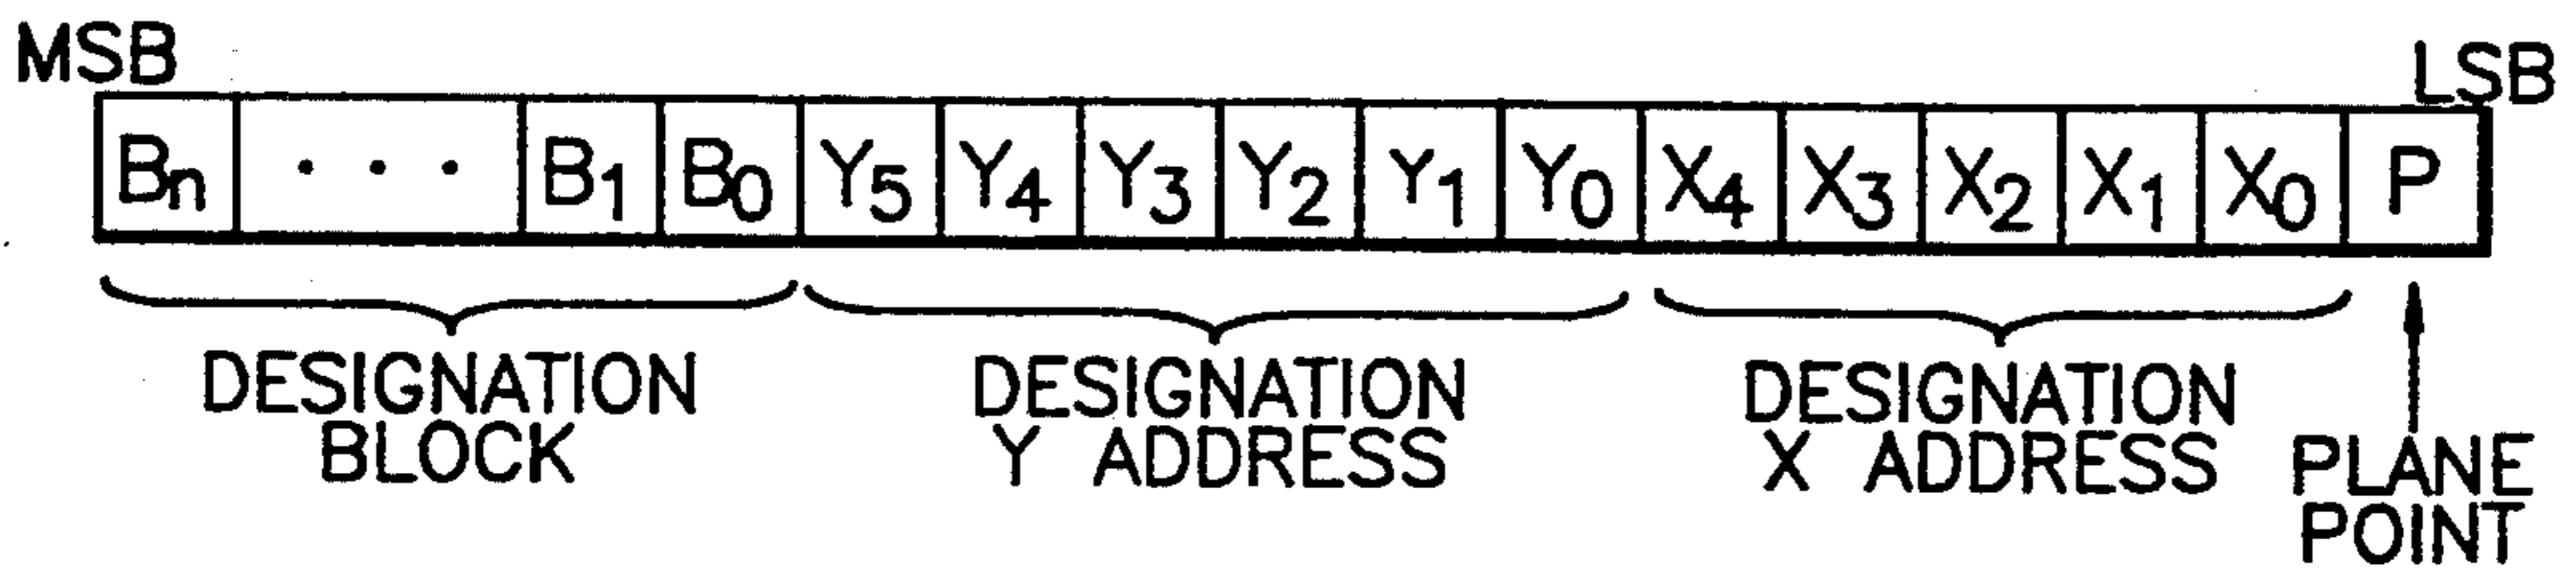 MSB LSB
Bn · · · B1 B0 Y5 Y4 Y3 Y2 Y1 Y0 X4 X3 X2 X1 X0 P
DESIGNATION BLOCK
DESIGNATION Y ADDRESS
DESIGNATION X ADDRESS
PLANE POINT